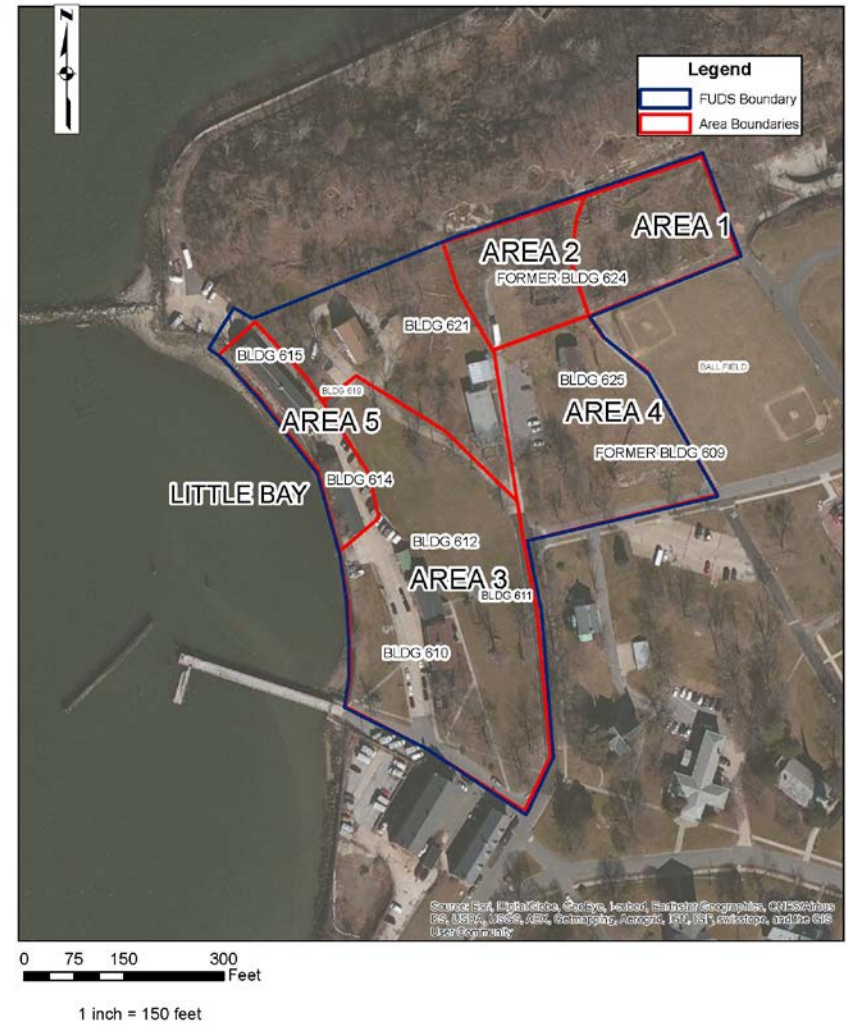 N
Legend
FUDS Boundary
Area Boundaries
AREA 1
AREA 2
FORMER BLDG 624
BLDG 621
BLDG 615
BALL FIELD
BLDG 625
BLDG 619
AREA 4
AREA 5
FORMER BLDG 609
BLDG 614
LITTLE BAY
BLDG 612
AREA 3
BLDG 611
BLDG 610
Source: Esri, DigitalGlobe, GeoEye, i-cubed, Earthstar Geographics, CNES/Airbus
DS, USDA, USGS, AEX, Getmapping, Aerogrid, IGN, IGP, swisstopo, and the GIS
User Community
0 75 150 300
Feet
1 inch = 150 feet